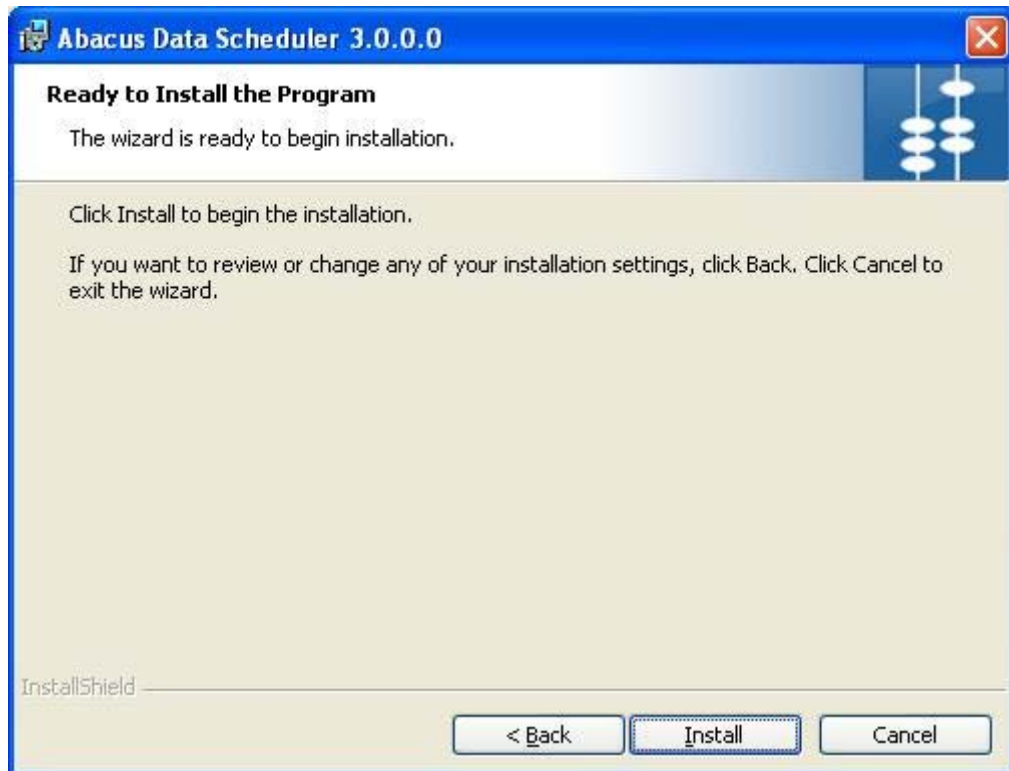 Abacus Data Scheduler 3.0.0.0
Ready to Install the Program
The wizard is ready to begin installation.
Click Install to begin the installation.
If you want to review or change any of your installation settings, click Back. Click Cancel to
exit the wizard.
InstallShield
< Back Install Cancel